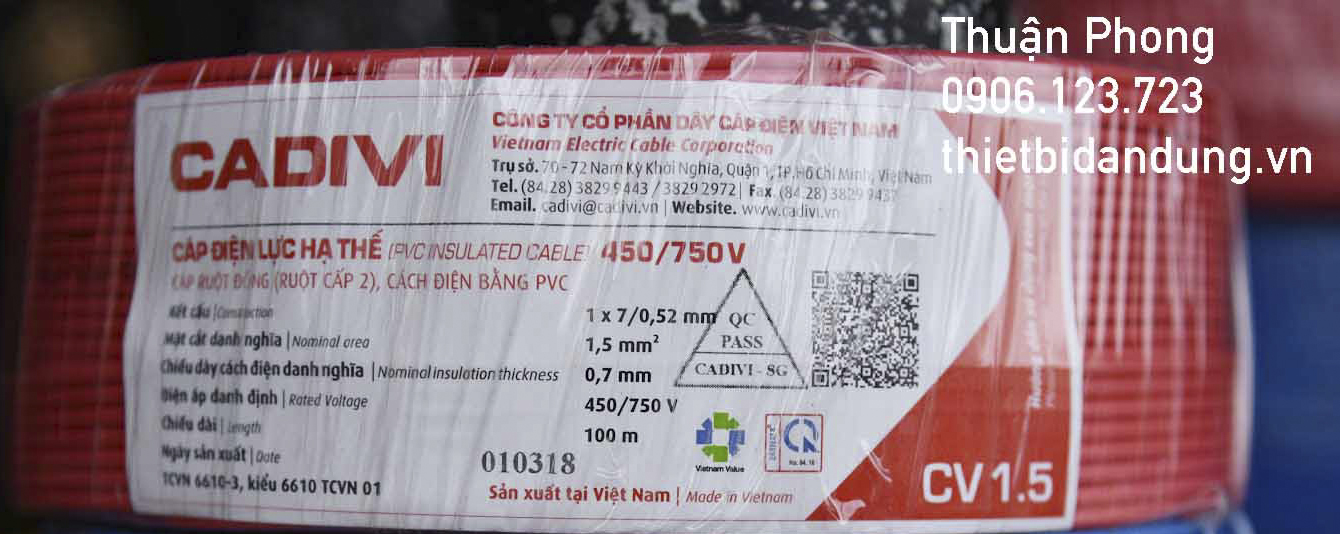 Thuận Phong
0906.123.723
thietbidandung.vn
CADIVI
CÔNG TY CỔ PHẦN DÂY CÁP ĐIỆN VIỆT NAM
Vietnam Electric Cable Corporation
Trụ sở. 70 - 72 Nam Kỳ Khởi Nghĩa, Quận 1, TP.Hồ Chí Minh, Việt Nam
Tel. (84.28) 3829 9443 / 3829 2972 | Fax. (84.28) 3829 9437
Email. cadivi@cadivi.vn | Website. www.cadivi.vn
CÁP ĐIỆN LỰC HẠ THẾ (PVC INSULATED CABLE) 450/750 V
CÁP RUỘT ĐỒNG (RUỘT CẤP 2), CÁCH ĐIỆN BẰNG PVC
Kết cấu | Construction 1 x 7/0,52 mm
Mặt cắt danh nghĩa | Nominal area 1,5 mm²
Chiều dày cách điện danh nghĩa | Nominal insulation thickness 0,7 mm
Điện áp danh định | Rated Voltage 450/750 V
Chiều dài | Length 100 m
Ngày sản xuất | Date 010318
TCVN 6610-3, kiểu 6610 TCVN 01
Sản xuất tại Việt Nam | Made in Vietnam
QC
PASS
CADIVI - SG
Vietnam Value
CV 1.5